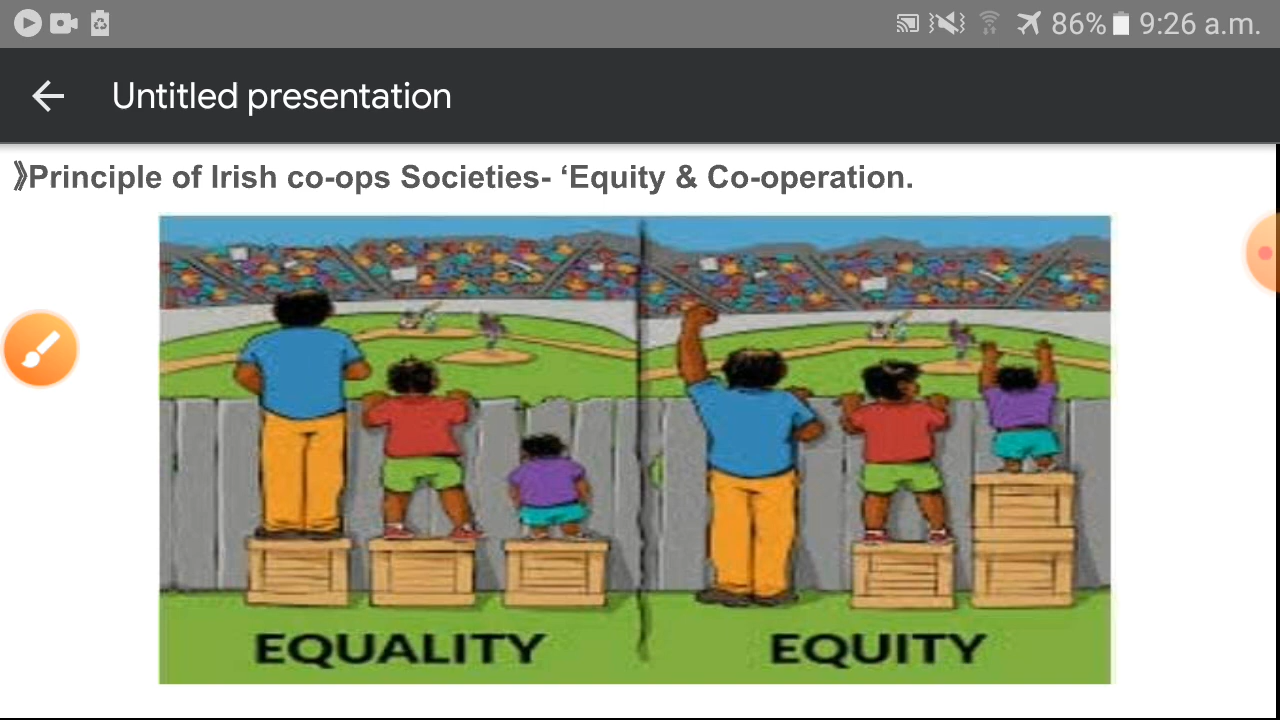 86% 9:26 a.m.
Untitled presentation
》Principle of Irish co-ops Societies- ‘Equity & Co-operation.
EQUALITY
EQUITY